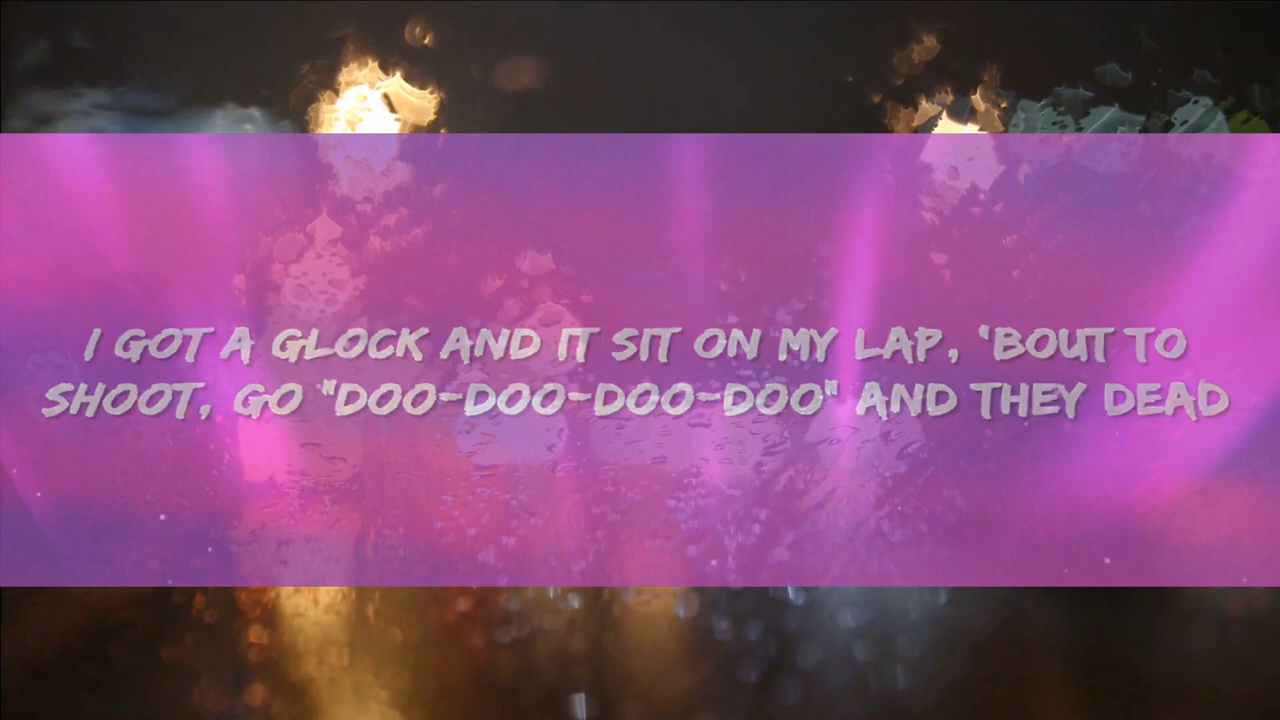 I GOT A GLOCK AND IT SIT ON MY LAP, 'BOUT TO
SHOOT, GO "DOO-DOO-DOO-DOO" AND THEY DEAD